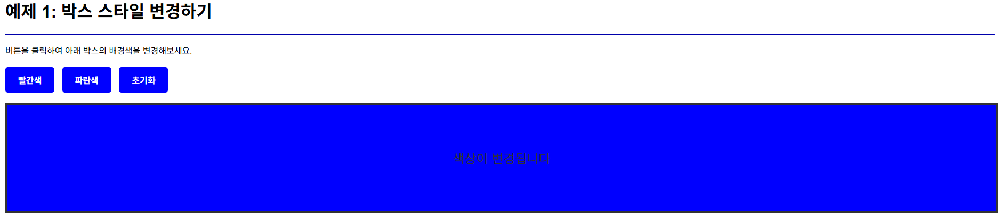 예제 1: 박스 스타일 변경하기
버튼을 클릭하여 아래 박스의 배경색을 변경해보세요.
빨간색 파란색 초기화
색상이 변경됩니다